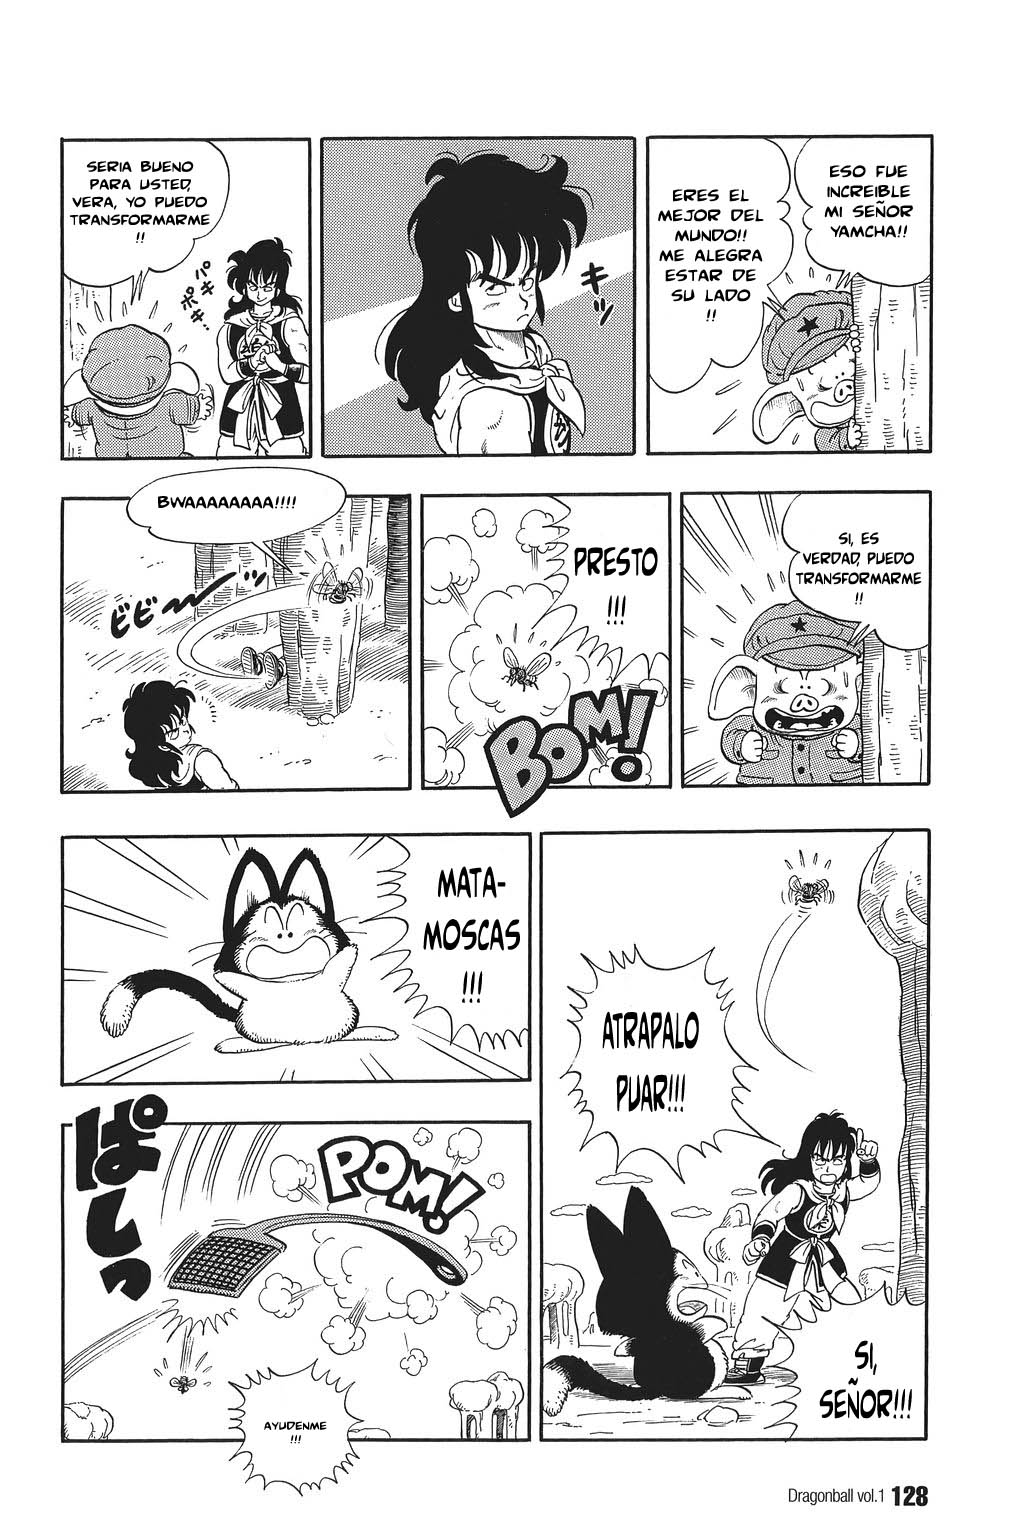 ESO FUE
INCREIBLE
MI SEÑOR
YAMCHA!!
ERES EL
MEJOR DEL
MUNDO!!
ME ALEGRA
ESTAR DE
SU LADO
!!
キッ
SERIA BUENO
PARA USTED,
VERA, YO PUEDO
TRANSFORMARME
!!
パキ
ポキ..
SI, ES
VERDAD, PUEDO
TRANSFORMARME
!!
PRESTO
!!!
BOM!
BWAAAAAAAA!!!!
ビビーッ
ATRAPALO
PUAR!!!
SI,
SEÑOR!!!
MATA-
MOSCAS
!!!
POM!
ぱしっ
AYUDENME
!!!
Dragonball vol.1 128